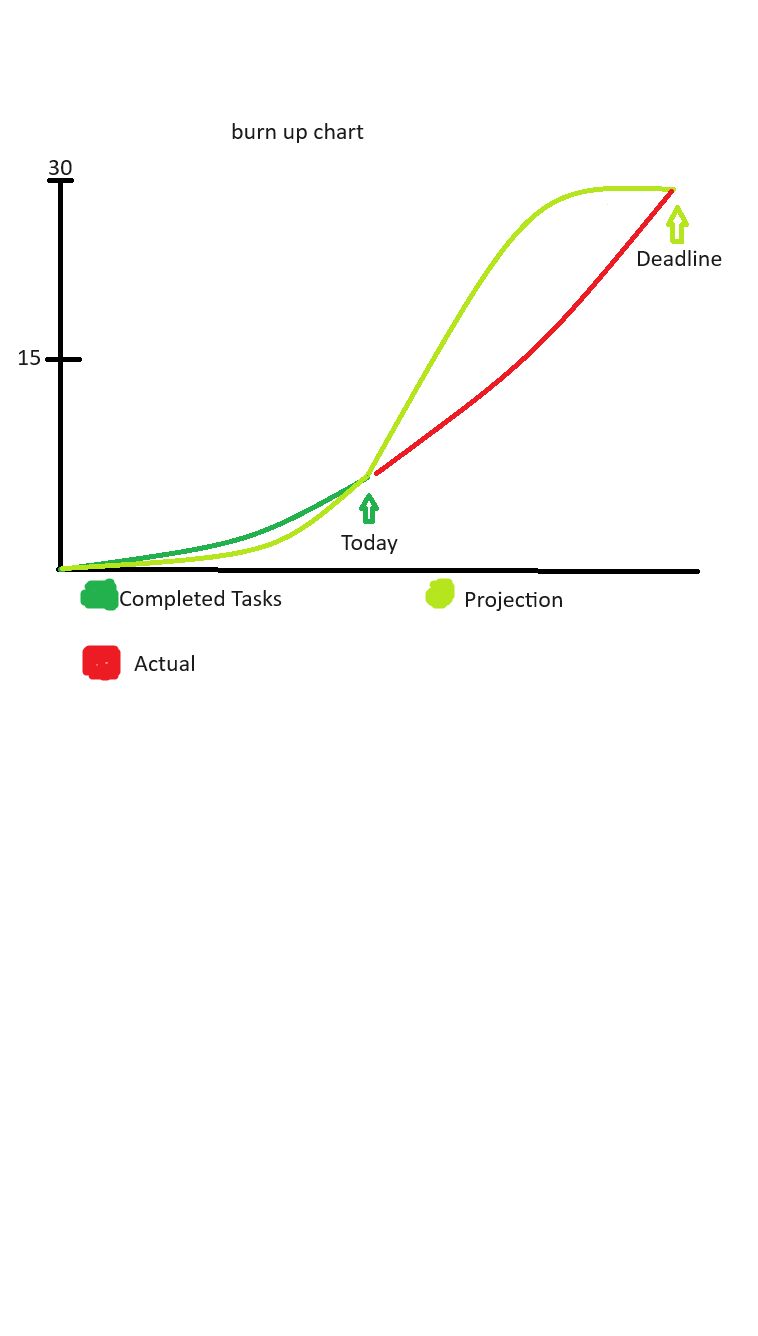 burn up chart
30
15
Deadline
Today
Completed Tasks
Projection
Actual